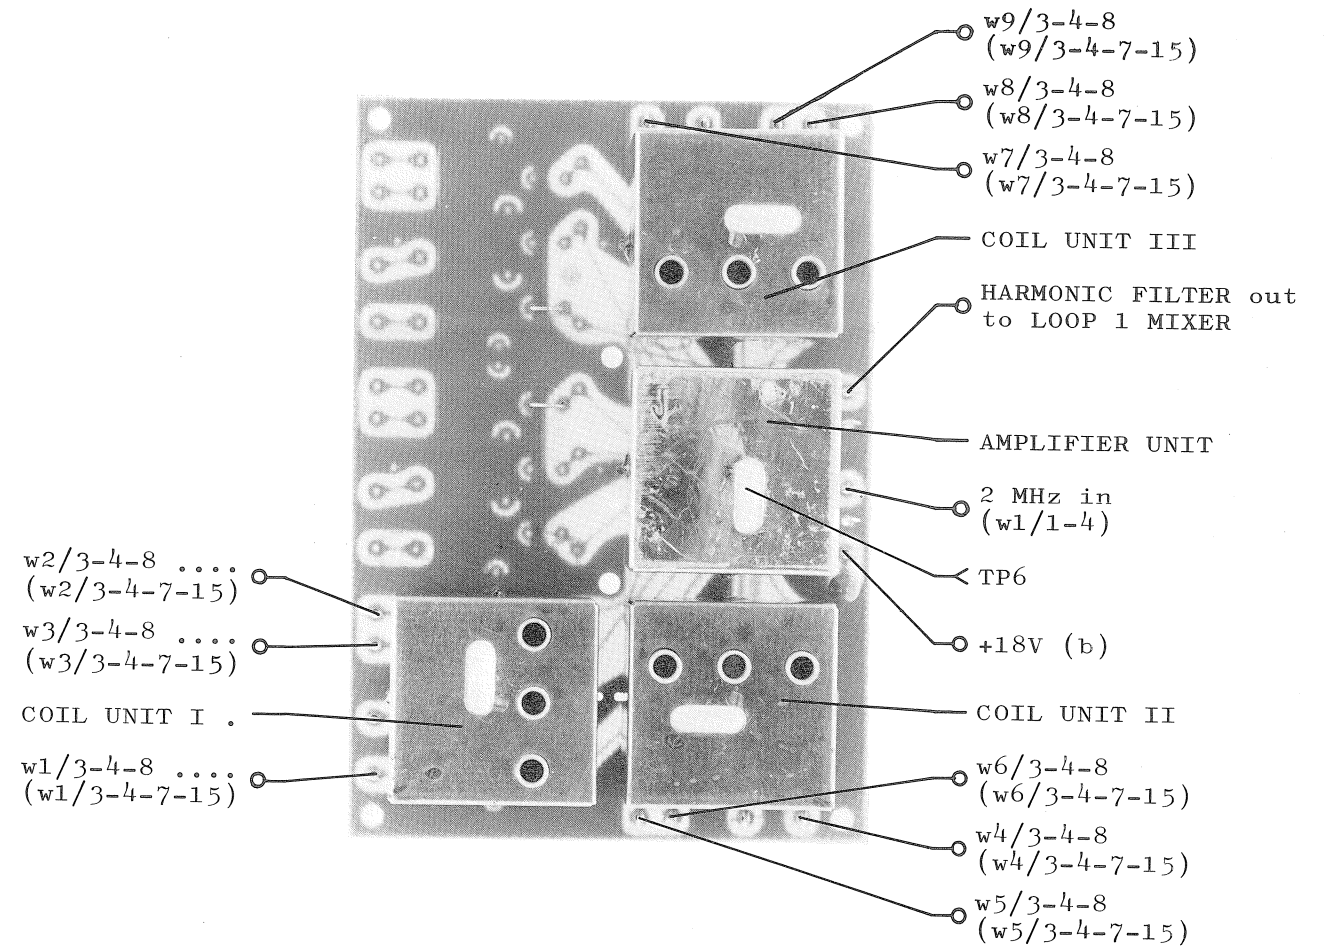 w9/3-4-8
(w9/3-4-7-15)
w8/3-4-8
(w8/3-4-7-15)
w7/3-4-8
(w7/3-4-7-15)
COIL UNIT III
HARMONIC FILTER out
to LOOP 1 MIXER
AMPLIFIER UNIT
2 MHz in
(w1/1-4)
TP6
+18V (b)
COIL UNIT II
w6/3-4-8
(w6/3-4-7-15)
w4/3-4-8
(w4/3-4-7-15)
w5/3-4-8
(w5/3-4-7-15)
w2/3-4-8 ....
(w2/3-4-7-15)
w3/3-4-8 ....
(w3/3-4-7-15)
COIL UNIT I .
w1/3-4-8 ....
(w1/3-4-7-15)